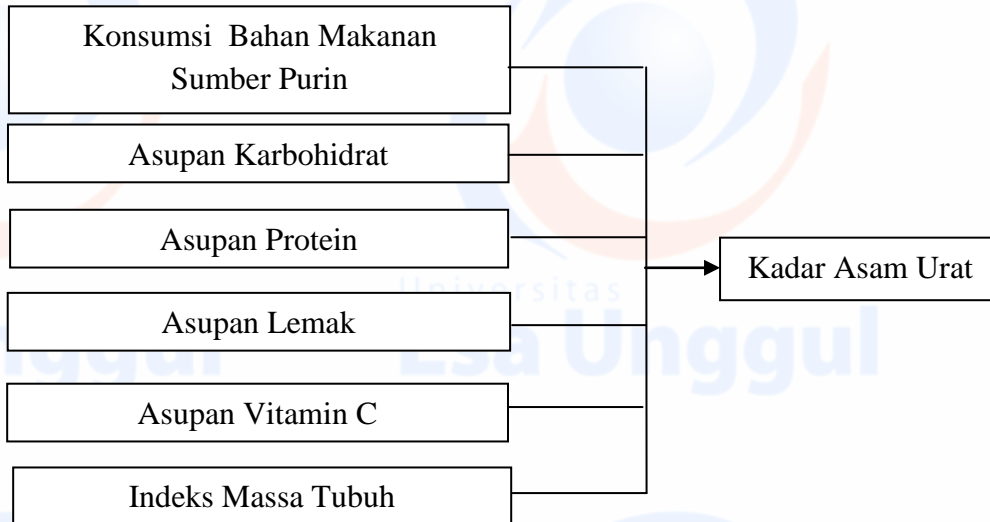 Konsumsi Bahan Makanan
Sumber Purin
Asupan Karbohidrat
Asupan Protein
Kadar Asam Urat
Universitas
Asupan Lemak
nggul
Esa Unggul
Asupan Vitamin C
Indeks Massa Tubuh